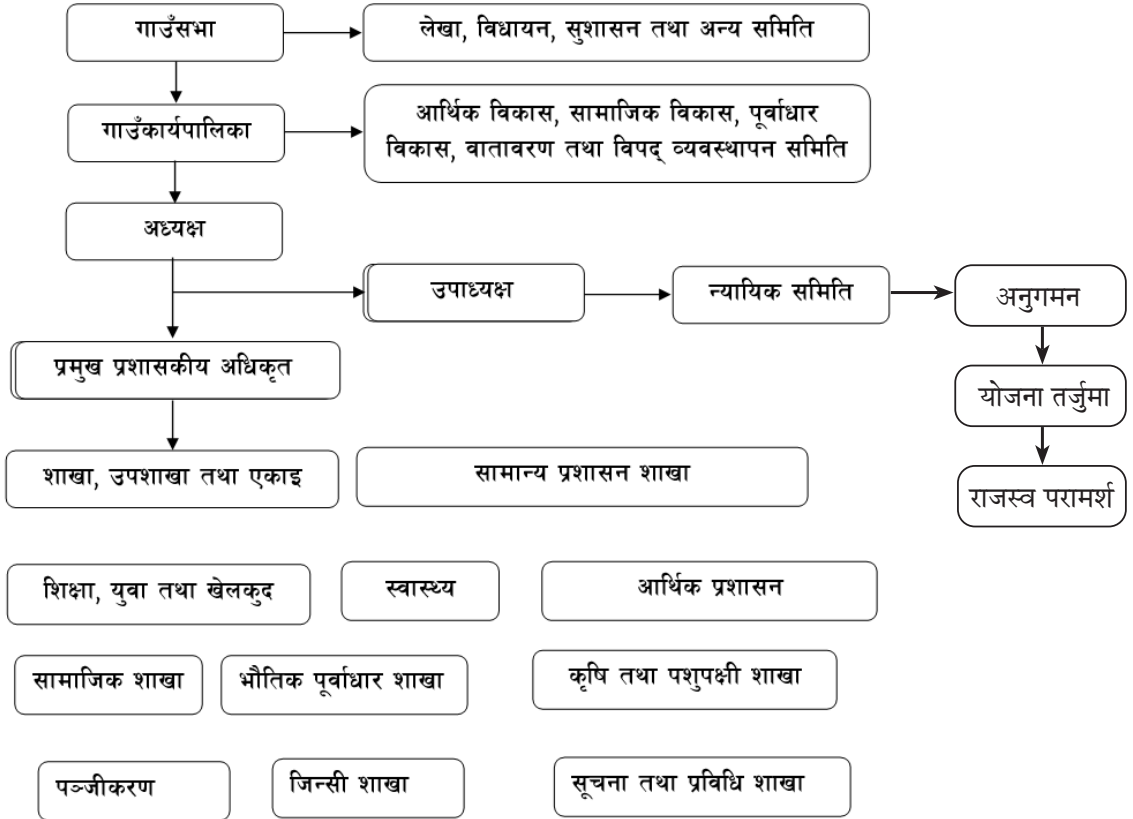 गाउँसभा
लेखा, विधायन, सुशासन तथा अन्य समिति
गाउँकार्यपालिका
आर्थिक विकास, सामाजिक विकास, पूर्वाधार
विकास, वातावरण तथा विपद् व्यवस्थापन समिति
अध्यक्ष
उपाध्यक्ष
न्यायिक समिति
अनुगमन
प्रमुख प्रशासकीय अधिकृत
योजना तर्जुमा
शाखा, उपशाखा तथा एकाइ
सामान्य प्रशासन शाखा
राजस्व परामर्श
शिक्षा, युवा तथा खेलकुद
स्वास्थ्य
आर्थिक प्रशासन
सामाजिक शाखा
भौतिक पूर्वाधार शाखा
कृषि तथा पशुपक्षी शाखा
पञ्जीकरण
जिन्सी शाखा
सूचना तथा प्रविधि शाखा